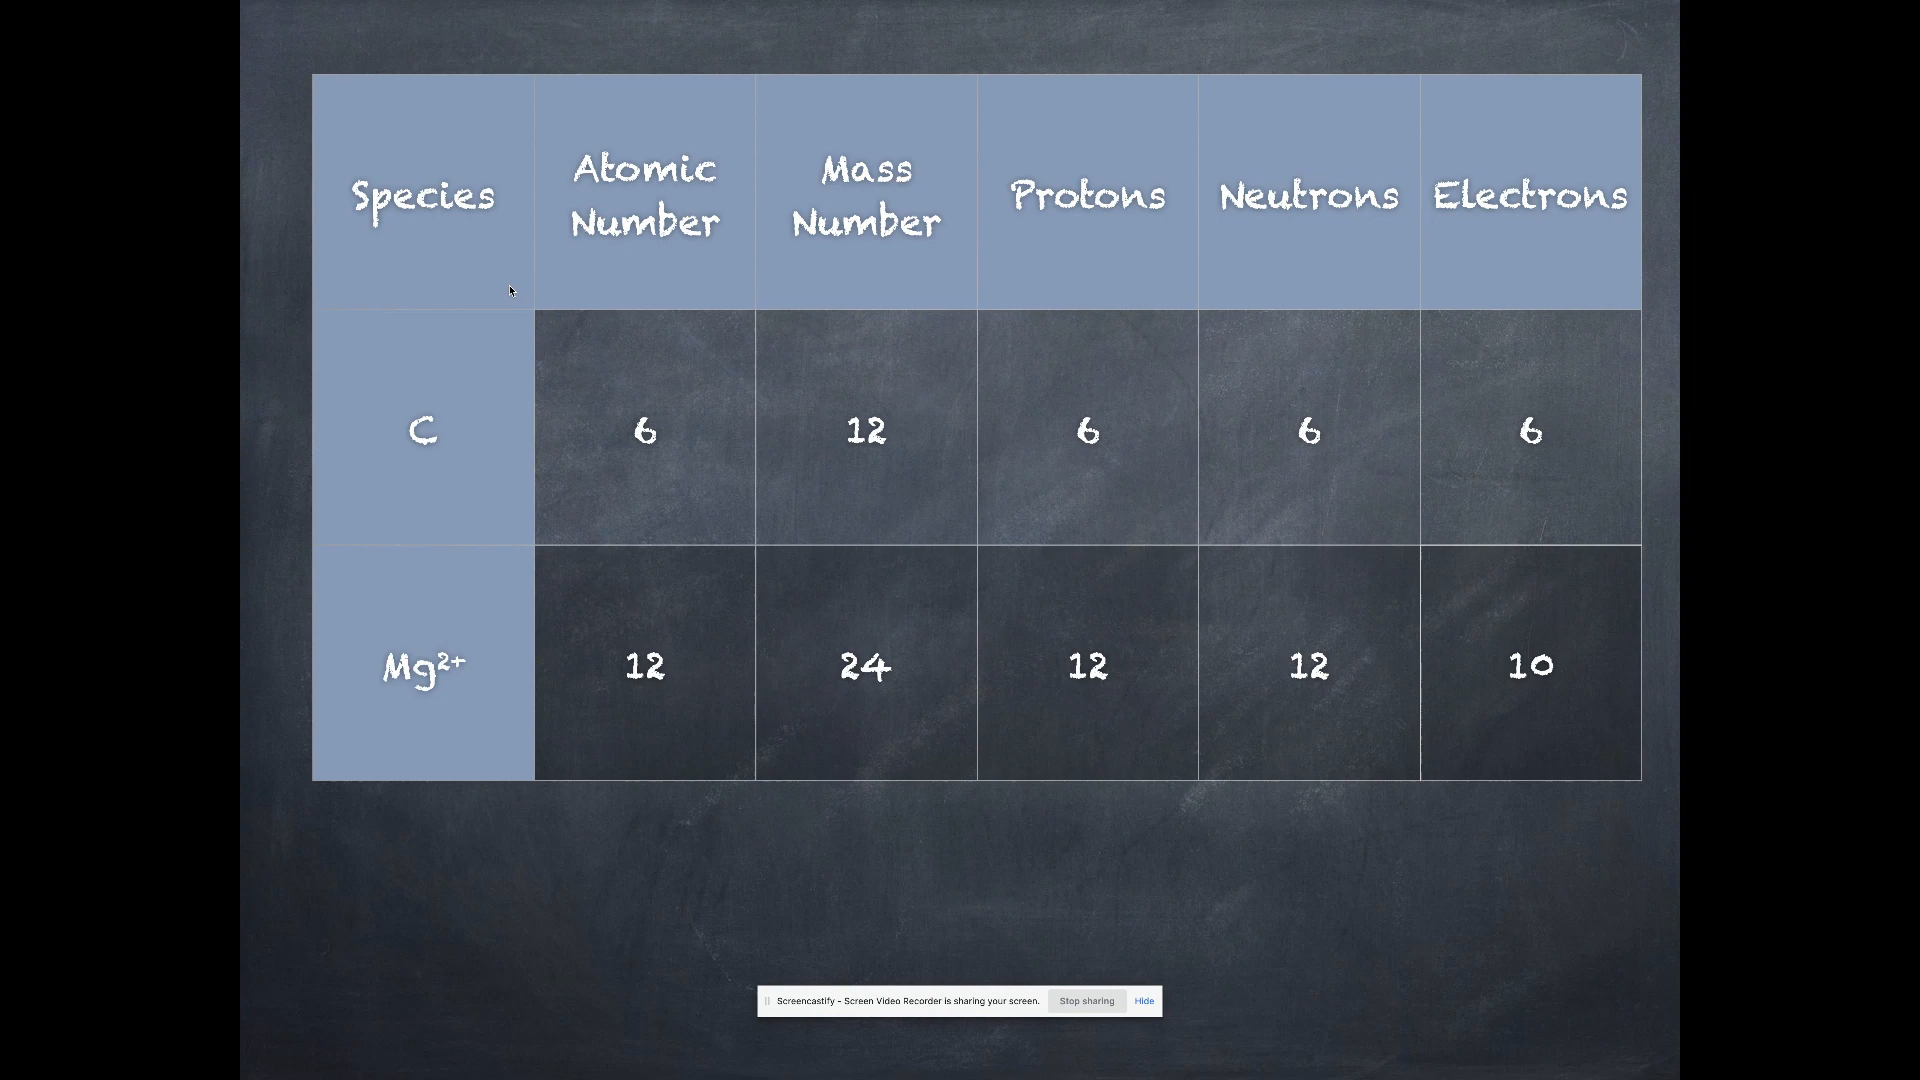 Species Atomic Number Mass Number Protons Neutrons Electrons
C 6 12 6 6 6
Mg²⁺ 12 24 12 12 10
Screencastify - Screen Video Recorder is sharing your screen. Stop sharing Hide